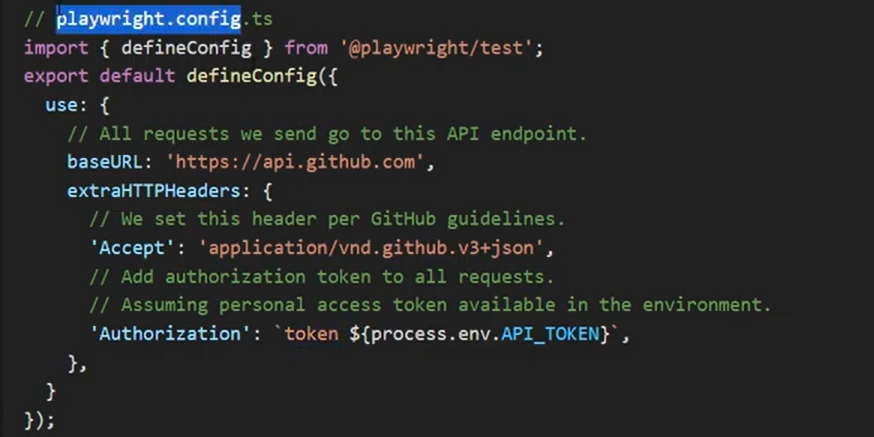 // playwright.config.ts
import { defineConfig } from '@playwright/test';
export default defineConfig({
  use: {
    // All requests we send go to this API endpoint.
    baseURL: 'https://api.github.com',
    extraHTTPHeaders: {
      // We set this header per GitHub guidelines.
      'Accept': 'application/vnd.github.v3+json',
      // Add authorization token to all requests.
      // Assuming personal access token available in the environment.
      'Authorization': `token ${process.env.API_TOKEN}`,
    },
  }
});